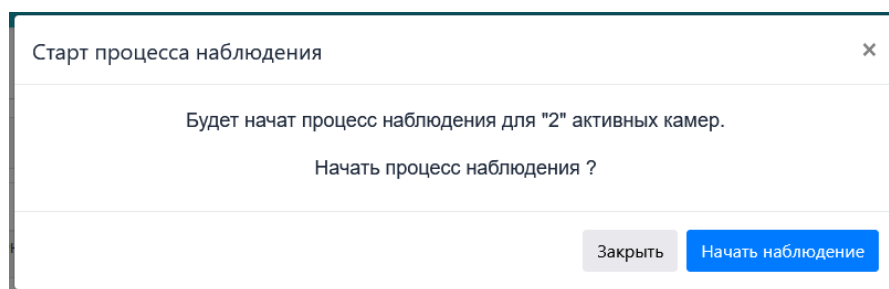 Старт процесса наблюдения ×
Будет начат процесс наблюдения для "2" активных камер.
Начать процесс наблюдения ?
Закрыть Начать наблюдение